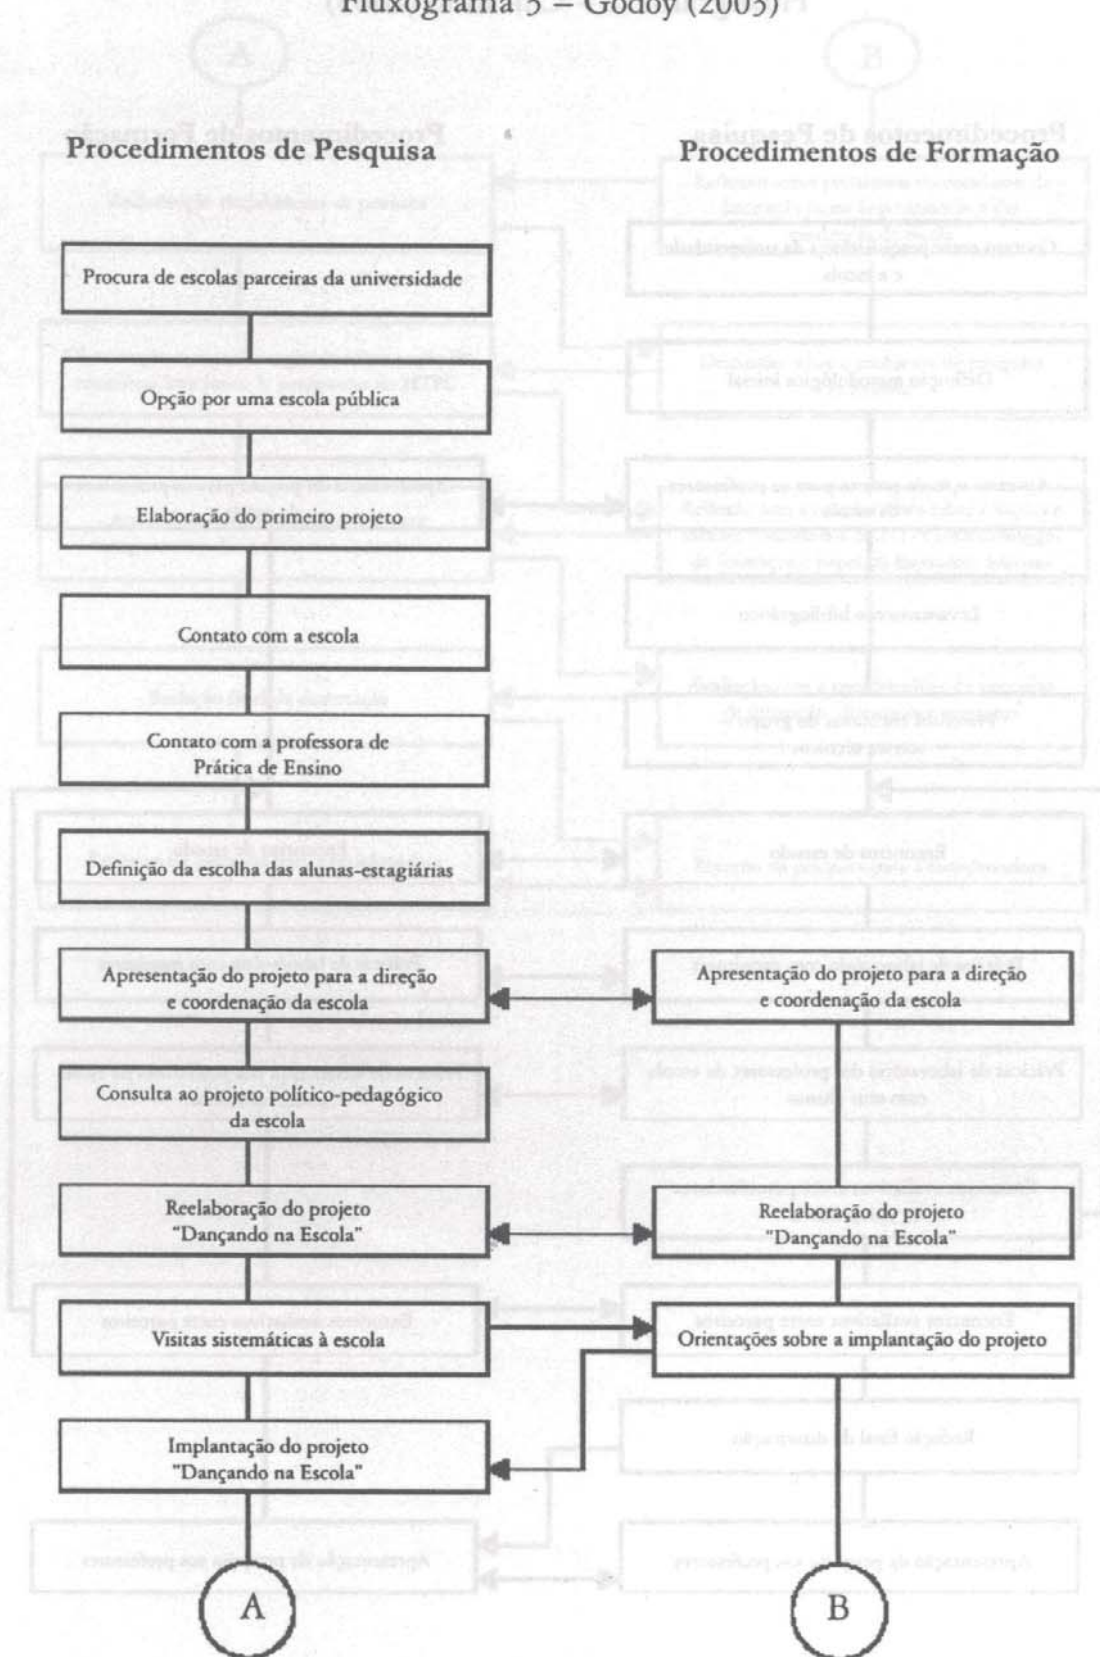 Fluxograma 5 – Godoy (2003)
Procedimentos de Pesquisa
Procedimentos de Formação
Procura de escolas parceiras da universidade
Opção por uma escola pública
Elaboração do primeiro projeto
Contato com a escola
Contato com a professora de
Prática de Ensino
Definição da escolha das alunas-estagiárias
Apresentação do projeto para a direção
e coordenação da escola
Apresentação do projeto para a direção
e coordenação da escola
Consulta ao projeto político-pedagógico
da escola
Reelaboração do projeto
"Dançando na Escola"
Reelaboração do projeto
"Dançando na Escola"
Visitas sistemáticas à escola
Orientações sobre a implantação do projeto
Implantação do projeto
"Dançando na Escola"
A
B